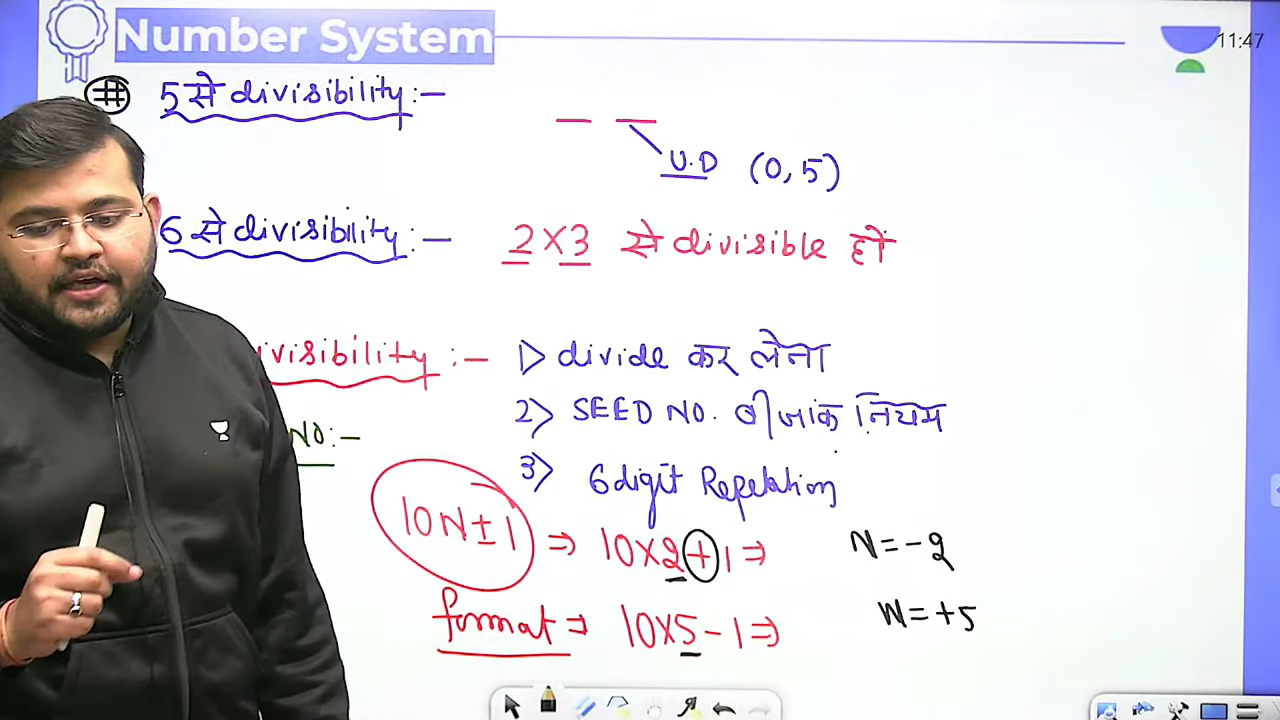 Number System
11:47
# 5 से divisibility :-
U.D (0, 5)
6 से divisibility :- 2 × 3 से divisible हो
ivisibility :- 1> divide कर लेना
2> SEED NO. बीजांक नियम
NO:-
3> 6 digit Repetation
10N ± 1 ⇒ 10 × 2 + 1 ⇒ N = -2
format ⇒ 10 × 5 - 1 ⇒ N = +5